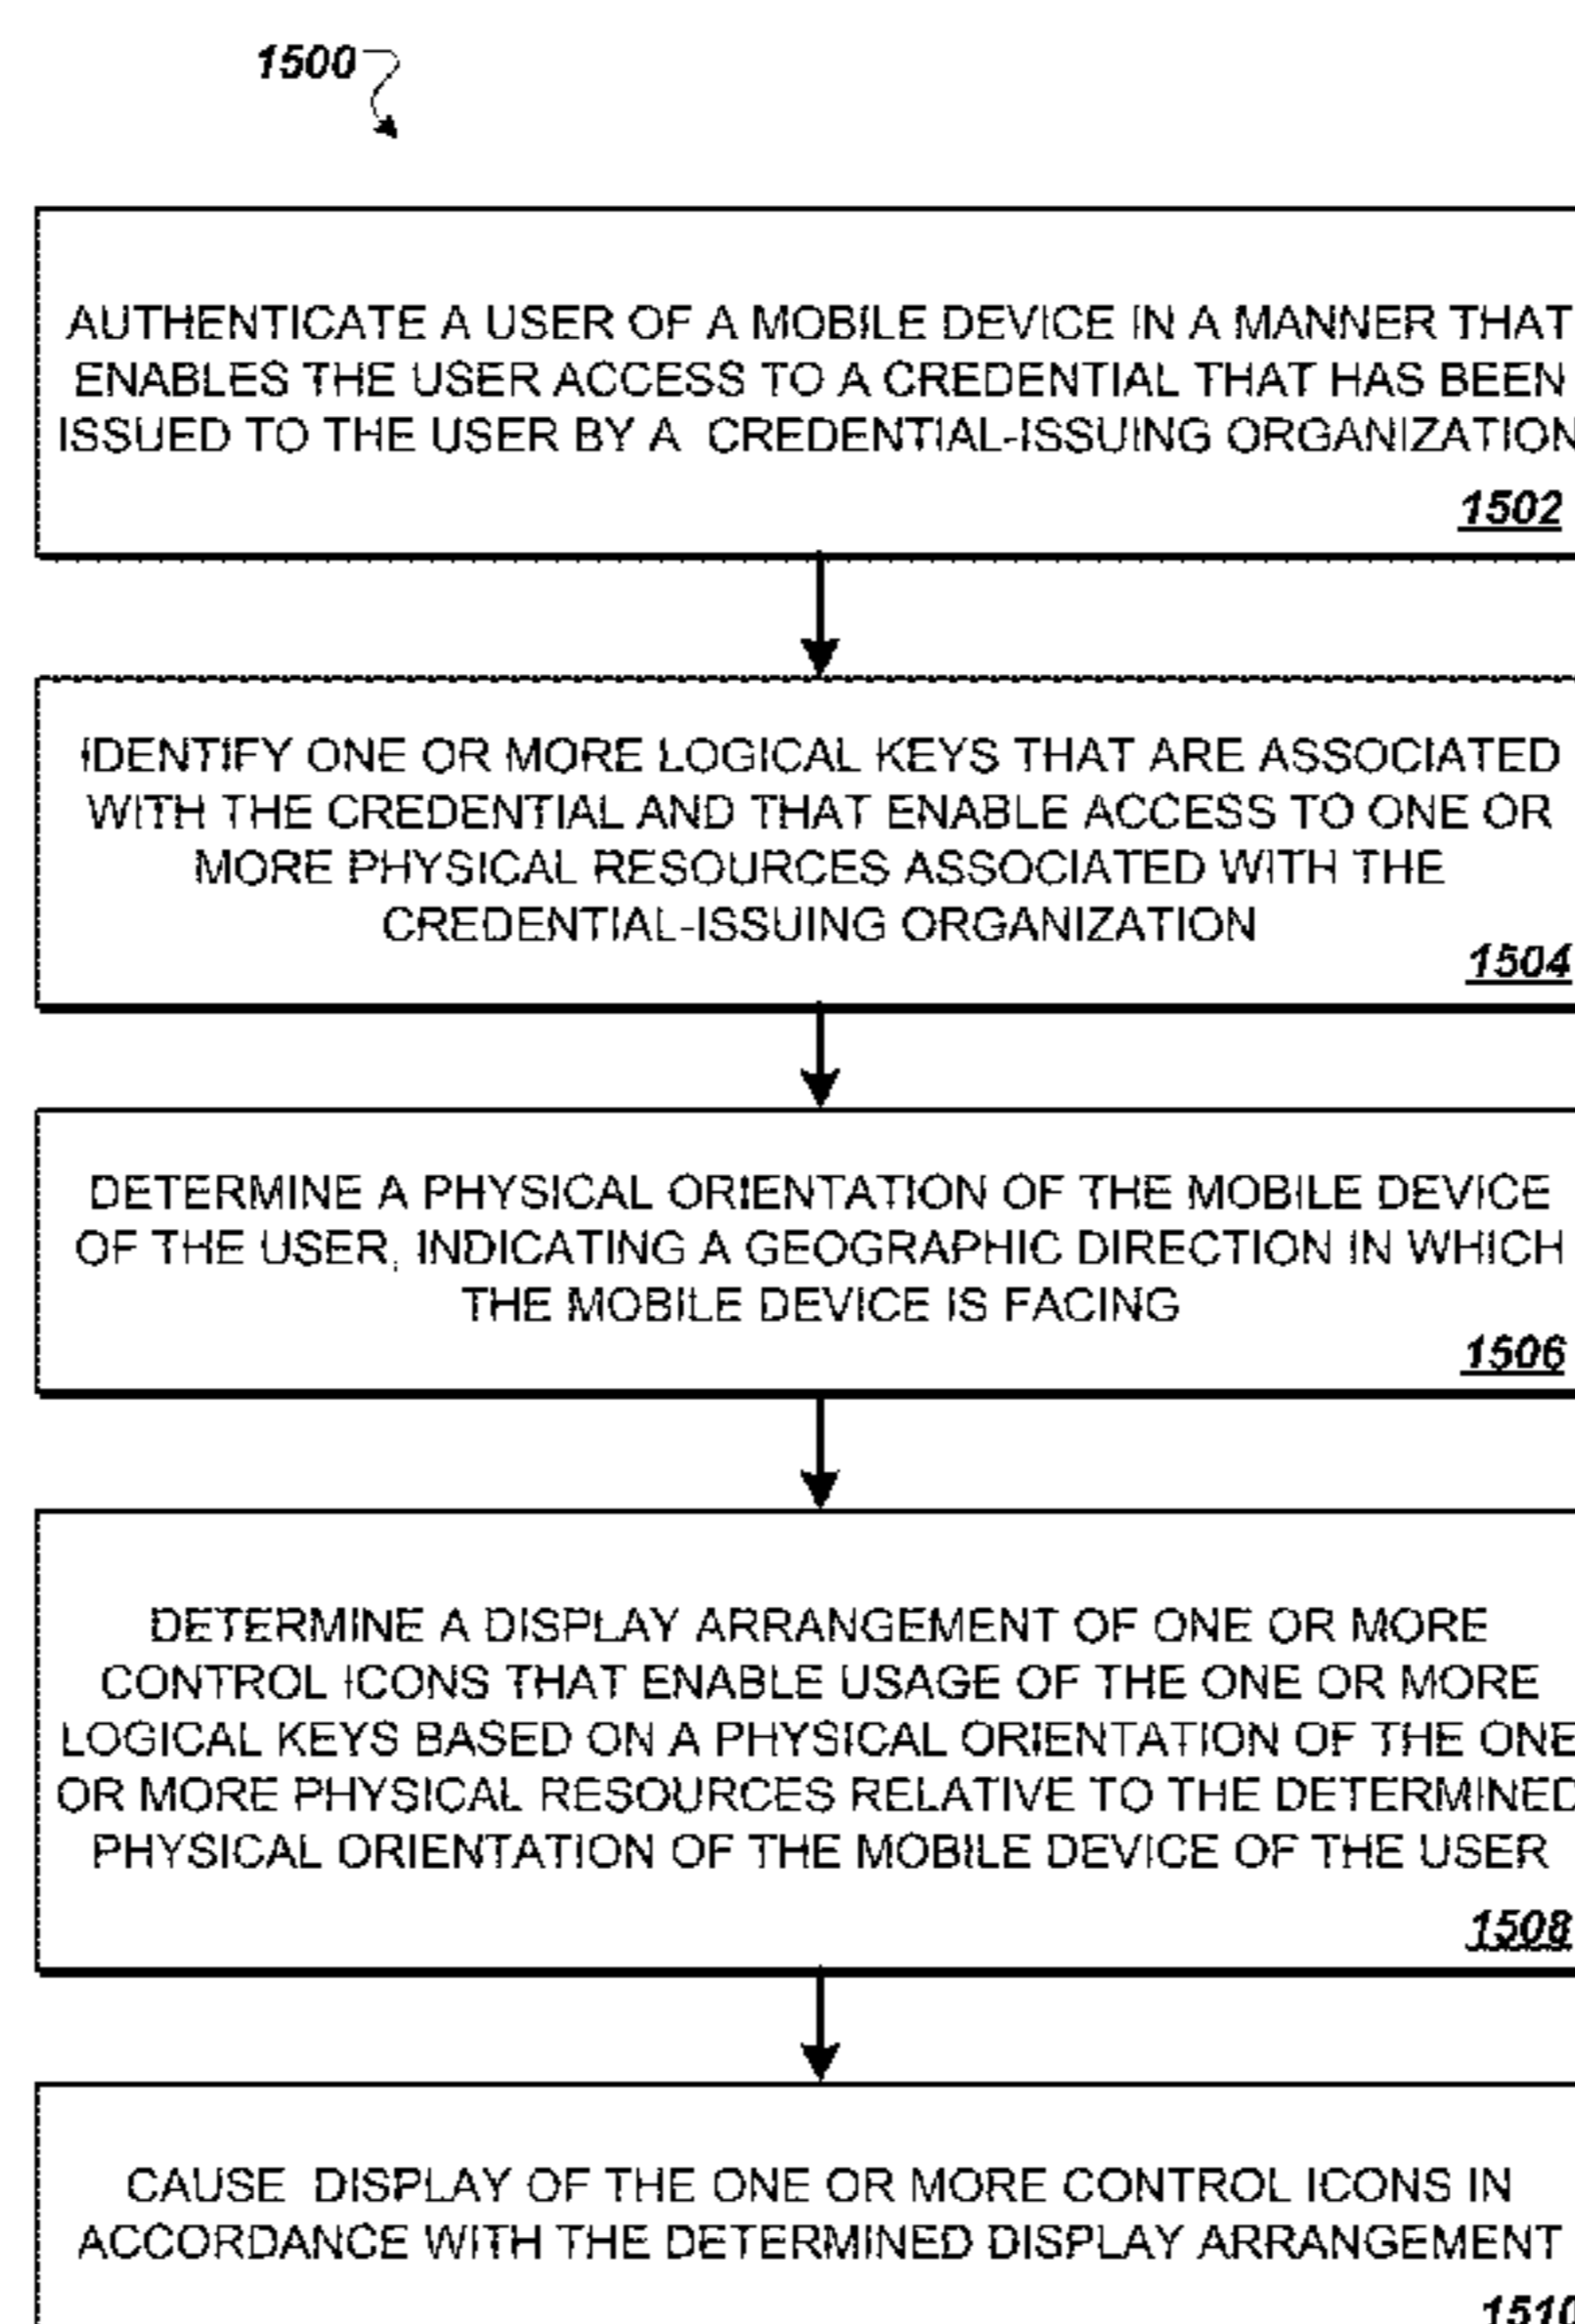 1500
AUTHENTICATE A USER OF A MOBILE DEVICE IN A MANNER THAT
ENABLES THE USER ACCESS TO A CREDENTIAL THAT HAS BEEN
ISSUED TO THE USER BY A CREDENTIAL-ISSUING ORGANIZATION
1502
IDENTIFY ONE OR MORE LOGICAL KEYS THAT ARE ASSOCIATED
WITH THE CREDENTIAL AND THAT ENABLE ACCESS TO ONE OR
MORE PHYSICAL RESOURCES ASSOCIATED WITH THE
CREDENTIAL-ISSUING ORGANIZATION
1504
DETERMINE A PHYSICAL ORIENTATION OF THE MOBILE DEVICE
OF THE USER, INDICATING A GEOGRAPHIC DIRECTION IN WHICH
THE MOBILE DEVICE IS FACING
1506
DETERMINE A DISPLAY ARRANGEMENT OF ONE OR MORE
CONTROL ICONS THAT ENABLE USAGE OF THE ONE OR MORE
LOGICAL KEYS BASED ON A PHYSICAL ORIENTATION OF THE ONE
OR MORE PHYSICAL RESOURCES RELATIVE TO THE DETERMINED
PHYSICAL ORIENTATION OF THE MOBILE DEVICE OF THE USER
1508
CAUSE DISPLAY OF THE ONE OR MORE CONTROL ICONS IN
ACCORDANCE WITH THE DETERMINED DISPLAY ARRANGEMENT
1510